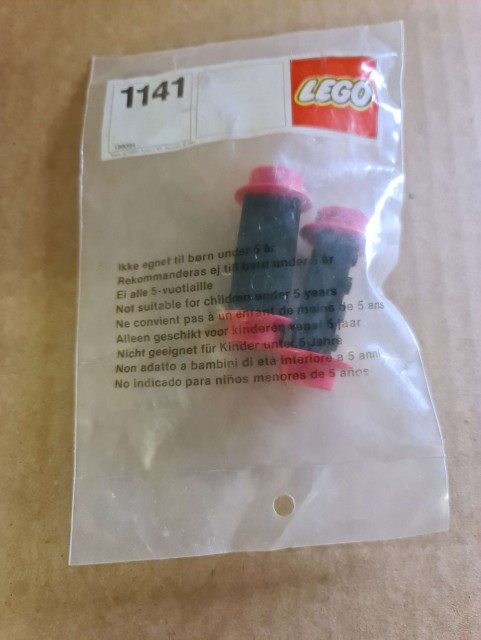 1141
LEGO
Ikke egnet til børn under 5 år
Rekommanderas ej till barn under 5 år
Ei alle 5-vuotiaille
Not suitable for children under 5 years
Ne convient pas à un enfant de moins de 5 ans
Alleen geschikt voor kinderen vanaf 5 jaar
Nicht geeignet für Kinder unter 5 Jahre
Non adatto a bambini di eta inferiore a 5 anni
No indicado para niños menores de 5 años